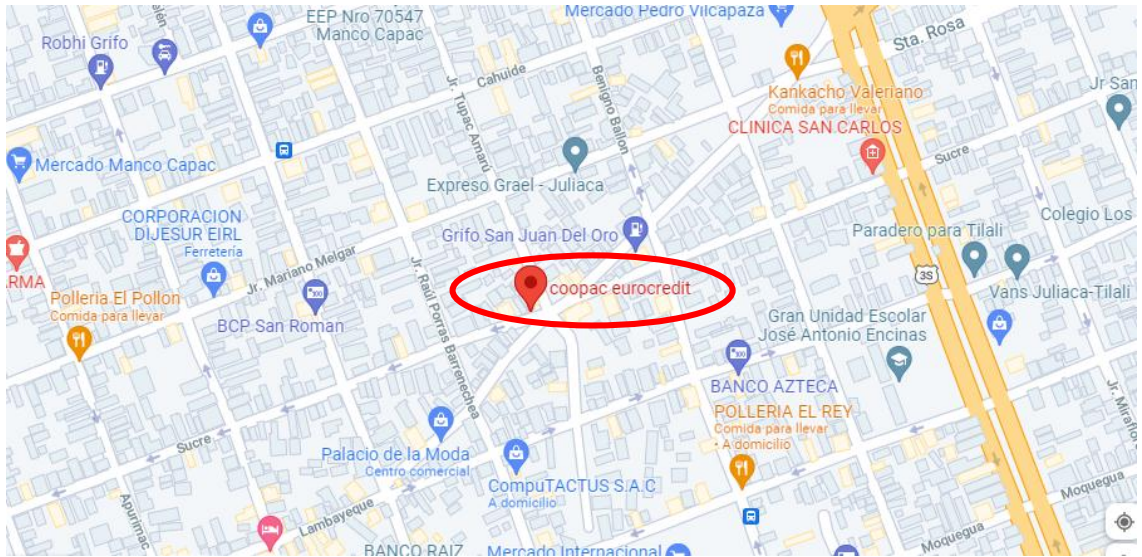 EEP Nro 70547
Manco Capac
Mercado Pedro Vilcapaza
Robhi Grifo
Sta. Rosa
Cahuide
Jr. Tupac Amarú
Benigno Ballon
Kankacho Valeriano
Comida para llevar
Jr San
CLINICA SAN CARLOS
Sucre
Mercado Manco Capac
Expreso Grael - Juliaca
CORPORACION
DIJESUR EIRL
Ferretería
Colegio Los
Grifo San Juan Del Oro
Paradero para Tilali
Jr. Mariano Melgar
Jr. Raúl Porras Barrenechea
3S
RMA
coopac eurocredit
Polleria El Pollon
Comida para llevar
Vans Juliaca-Tilali
BCP San Roman
Gran Unidad Escolar
José Antonio Encinas
BANCO AZTECA
POLLERIA EL REY
Comida para llevar
• A domicilio
Sucre
Palacio de la Moda
Centro comercial
CompuTACTUS S.A.C
A domicilio
Apurimac
Lambayeque
Moquegua
Moquegua
BANCO RAIZ
Mercado Internacional